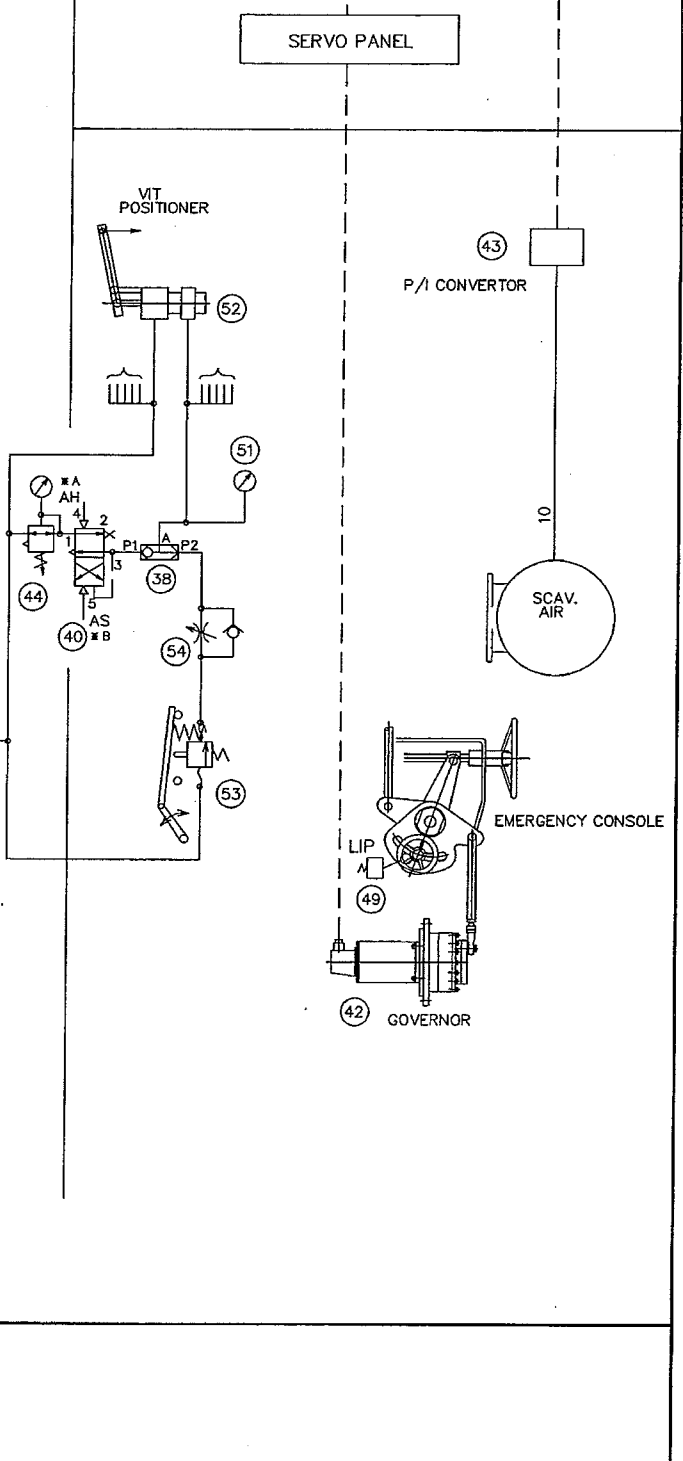 SERVO PANEL
VIT
POSITIONER
43
P/I CONVERTOR
52
51
※A
AH
4
2
1
P1
A
P2
3
38
44
5
40
AS
※B
54
10
SCAV.
AIR
53
EMERGENCY CONSOLE
LIP
49
42
GOVERNOR